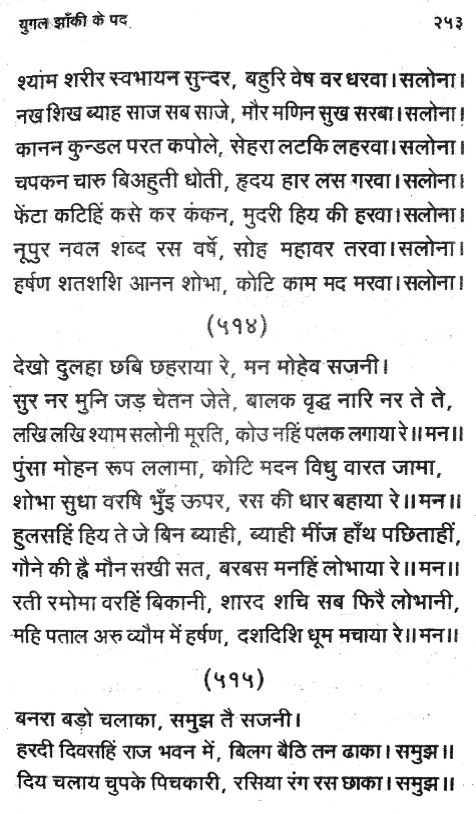 युगल झाँकी के पद २५३
श्यांम शरीर स्वभायन सुन्दर, बहुरि वेष वर धरवा। सलोना।
नख शिख ब्याह साज सब साजे, मौर मणिन सुख सरबा। सलोना।
कानन कुन्डल परत कपोले, सेहरा लटकि लहरवा। सलोना।
चपकन चारु बिअहुती धोती, हृदय हार लस गरवा। सलोना।
फेंटा कटिहिं कसे कर कंकन, मुदरी हिय की हरवा। सलोना।
नूपुर नवल शब्द रस वर्षे, सोह महावर तरवा। सलोना।
हर्षण शतशशि आनन शोभा, कोटि काम मद मरवा। सलोना।
(५१४)
देखो दुलहा छबि छहराया रे, मन मोहेव सजनी।
सुर नर मुनि जड़ चेतन जेते, बालक वृद्ध नारि नर ते ते,
लखि लखि श्याम सलोनी मूरति, कोउ नहिं पलक लगाया रे॥ मन॥
पुंसा मोहन रूप ललामा, कोटि मदन विधु वारत जामा,
शोभा सुधा वरषि भुँइ ऊपर, रस की धार बहाया रे॥ मन॥
हुलसहिं हिय ते जे बिन ब्याही, ब्याही मींज हाँथ पछिताहीं,
गौने की ह्वै मौन सखी सत, बरबस मनहिं लोभाया रे॥ मन॥
रती रमोमा वरहिं बिकानी, शारद शचि सब फिरै लोभानी,
महि पताल अरु व्यौम में हर्षण, दशदिशि धूम मचाया रे॥ मन॥
(५१५)
बनरा बड़ो चलाका, समुझ तै सजनी।
हरदी दिवसहिं राज भवन में, बिलग बैठि तन ढाका। समुझ॥
दिय चलाय चुपके पिचकारी, रसिया रंग रस छाका। समुझ॥